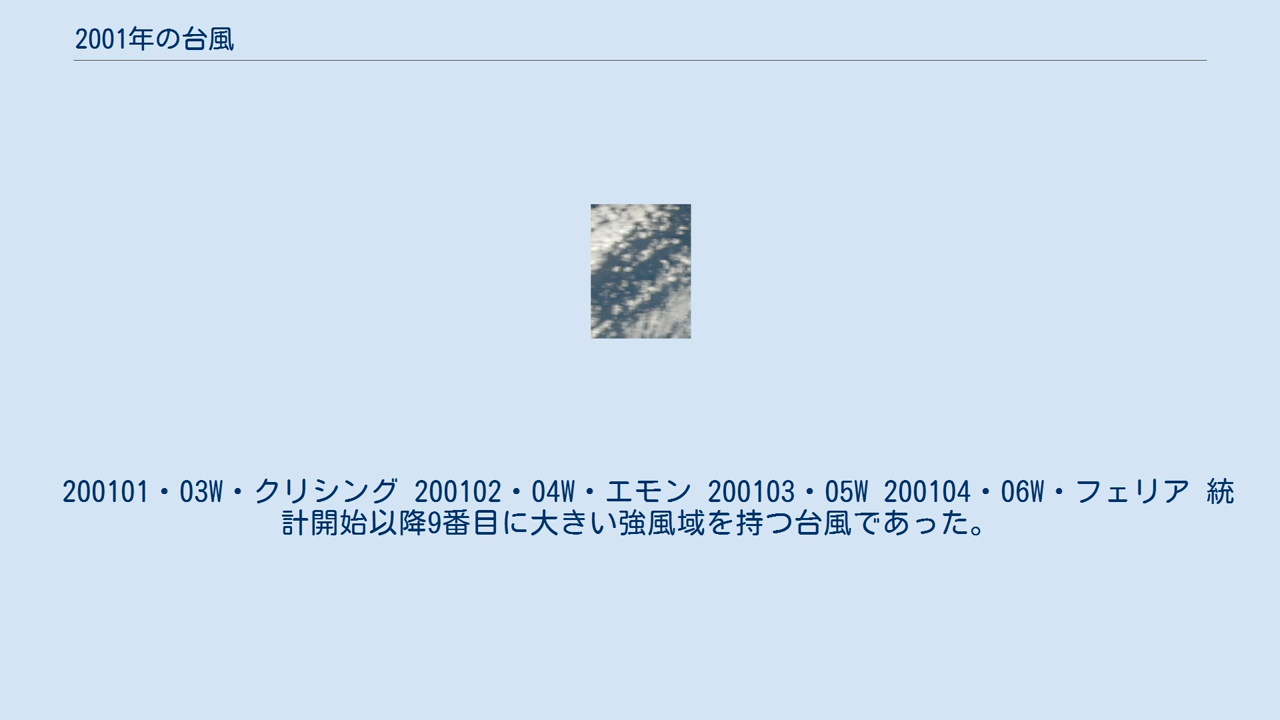 2001年の台風
200101・03W・クリシング 200102・04W・エモン 200103・05W 200104・06W・フェリア 統
計開始以降9番目に大きい強風域を持つ台風であった。